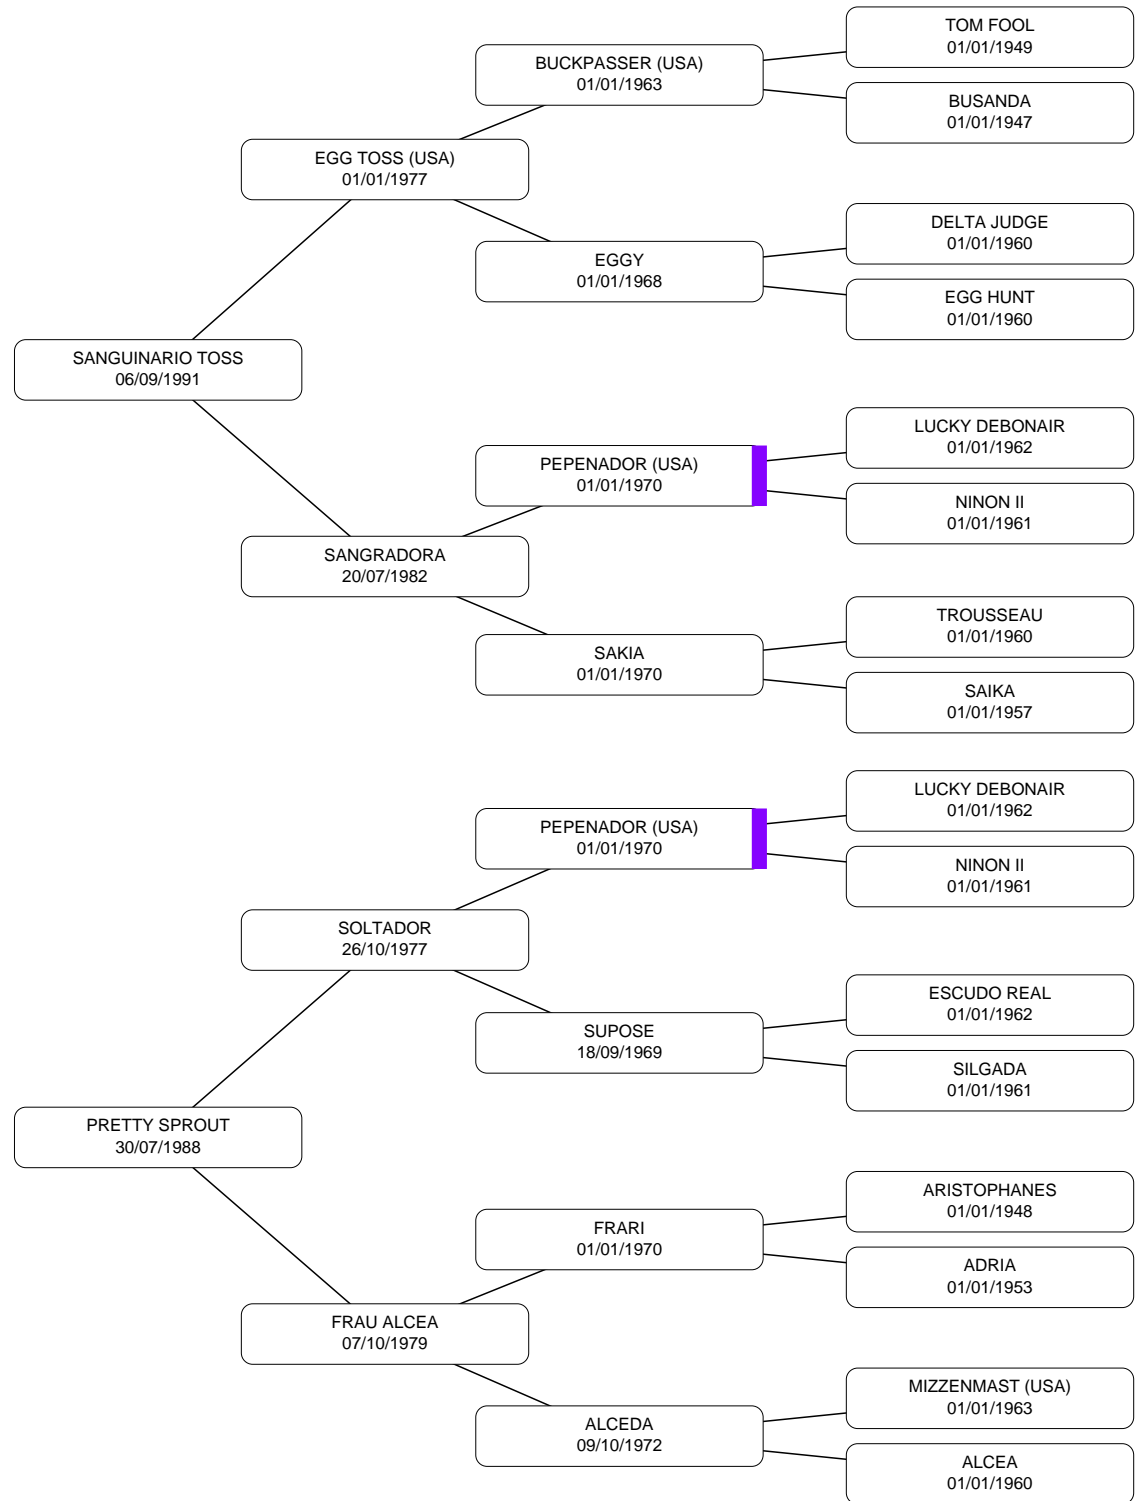 TOM FOOL
01/01/1949
BUCKPASSER (USA)
01/01/1963
BUSANDA
01/01/1947
EGG TOSS (USA)
01/01/1977
DELTA JUDGE
01/01/1960
EGGY
01/01/1968
EGG HUNT
01/01/1960
SANGUINARIO TOSS
06/09/1991
LUCKY DEBONAIR
01/01/1962
PEPENADOR (USA)
01/01/1970
NINON II
01/01/1961
SANGRADORA
20/07/1982
TROUSSEAU
01/01/1960
SAKIA
01/01/1970
SAIKA
01/01/1957
LUCKY DEBONAIR
01/01/1962
PEPENADOR (USA)
01/01/1970
NINON II
01/01/1961
SOLTADOR
26/10/1977
ESCUDO REAL
01/01/1962
SUPOSE
18/09/1969
SILGADA
01/01/1961
PRETTY SPROUT
30/07/1988
ARISTOPHANES
01/01/1948
FRARI
01/01/1970
ADRIA
01/01/1953
FRAU ALCEA
07/10/1979
MIZZENMAST (USA)
01/01/1963
ALCEDA
09/10/1972
ALCEA
01/01/1960